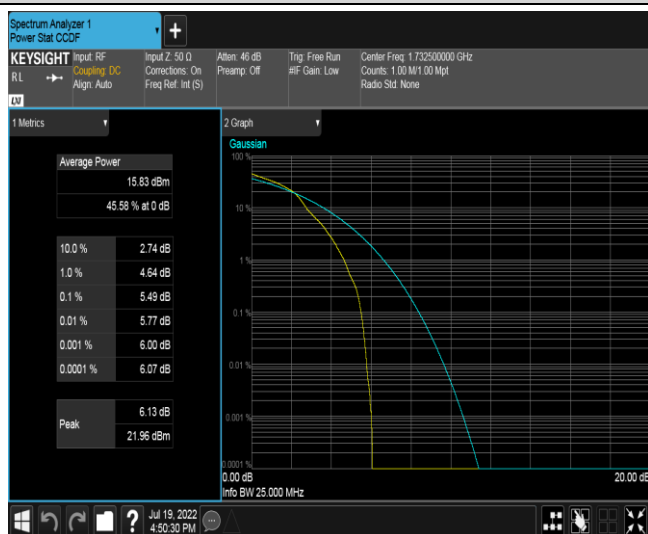 Spectrum Analyzer 1
Power Stat CCDF
+
KEYSIGHT
RL
LXI
Input: RF
Coupling: DC
Align: Auto
Input Z: 50 Ω
Corrections: On
Freq Ref: Int (S)
Atten: 46 dB
Preamp: Off
Trig: Free Run
#IF Gain: Low
Center Freq: 1.732500000 GHz
Counts: 1.00 M/1.00 Mpt
Radio Std: None
1 Metrics
Average Power
15.83 dBm
45.58 % at 0 dB
10.0 % 2.74 dB
1.0 % 4.64 dB
0.1 % 5.49 dB
0.01 % 5.77 dB
0.001 % 6.00 dB
0.0001 % 6.07 dB
Peak
6.13 dB
21.96 dBm
2 Graph
Gaussian
100 %
10 %
1 %
0.1 %
0.01 %
0.001 %
0.0001 %
0.00 dB 20.00 dB
Info BW 25.000 MHz
?
Jul 19, 2022
4:50:30 PM